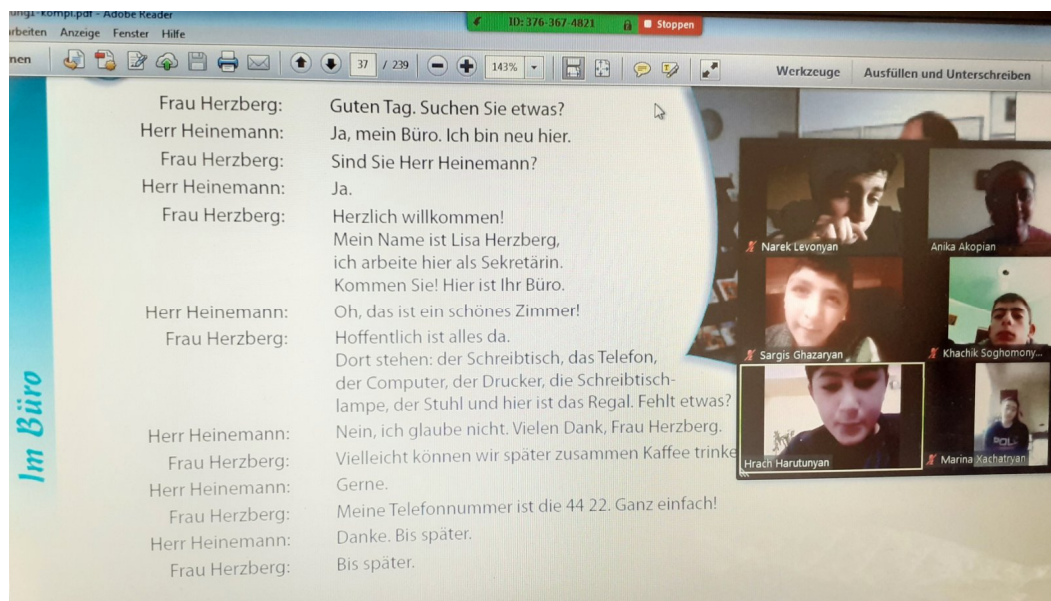 ung1-kompl.pdf - Adobe Reader
ID: 376-367-4821
Stoppen
rbeiten Anzeige Fenster Hilfe
nen
37 / 239
143%
Werkzeuge
Ausfüllen und Unterschreiben
Frau Herzberg: Guten Tag. Suchen Sie etwas?
Herr Heinemann: Ja, mein Büro. Ich bin neu hier.
Frau Herzberg: Sind Sie Herr Heinemann?
Herr Heinemann: Ja.
Frau Herzberg: Herzlich willkommen!
Mein Name ist Lisa Herzberg,
ich arbeite hier als Sekretärin.
Kommen Sie! Hier ist Ihr Büro.
Herr Heinemann: Oh, das ist ein schönes Zimmer!
Frau Herzberg: Hoffentlich ist alles da.
Dort stehen: der Schreibtisch, das Telefon,
der Computer, der Drucker, die Schreibtisch-
lampe, der Stuhl und hier ist das Regal. Fehlt etwas?
Herr Heinemann: Nein, ich glaube nicht. Vielen Dank, Frau Herzberg.
Frau Herzberg: Vielleicht können wir später zusammen Kaffee trinke
Herr Heinemann: Gerne.
Frau Herzberg: Meine Telefonnummer ist die 44 22. Ganz einfach!
Herr Heinemann: Danke. Bis später.
Frau Herzberg: Bis später.
Im Büro
Narek Levonyan
Anika Akopian
Sargis Ghazaryan
Khachik Soghomony...
Hrach Harutunyan
Marina Xachatryan